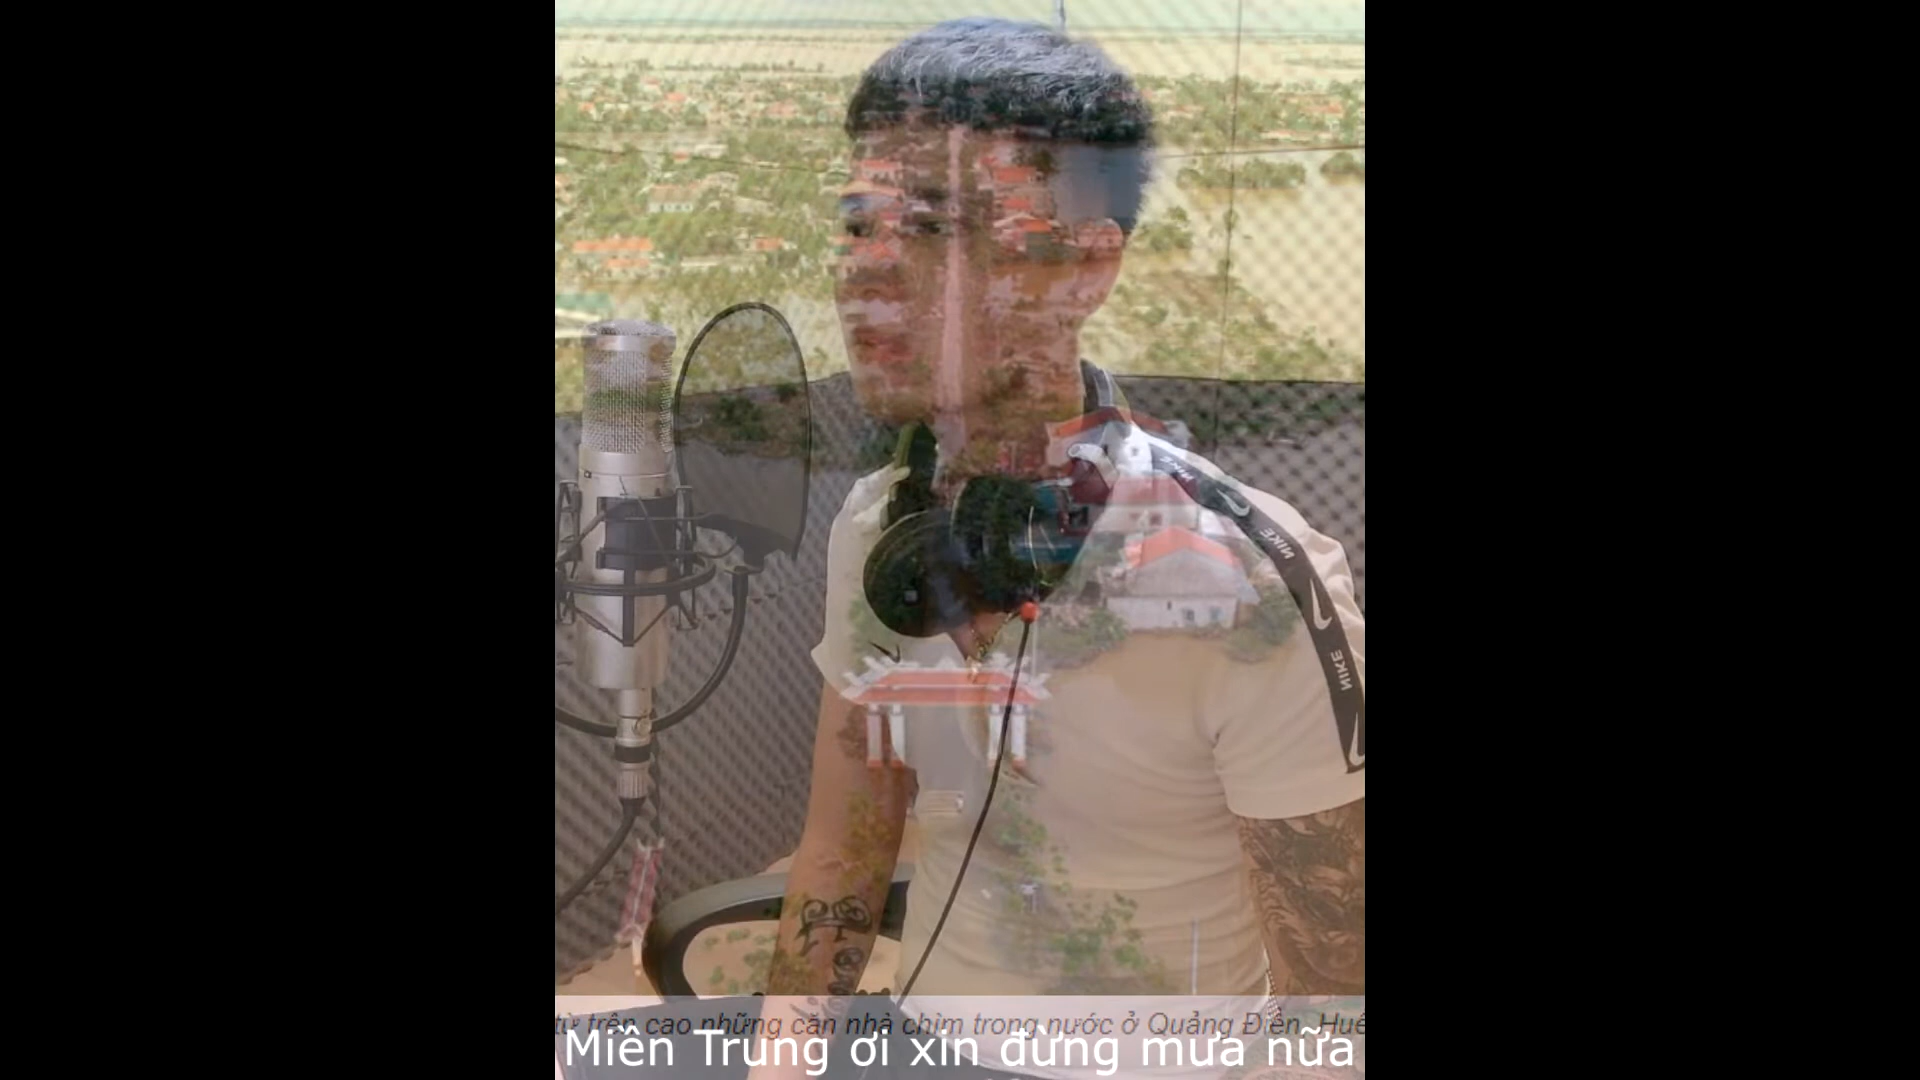 NIKE
NIKE
NIKE
từ trên cao những căn nhà chìm trong nước ở Quảng Điền, Huế
Miền Trung ơi xin đừng mưa nữa